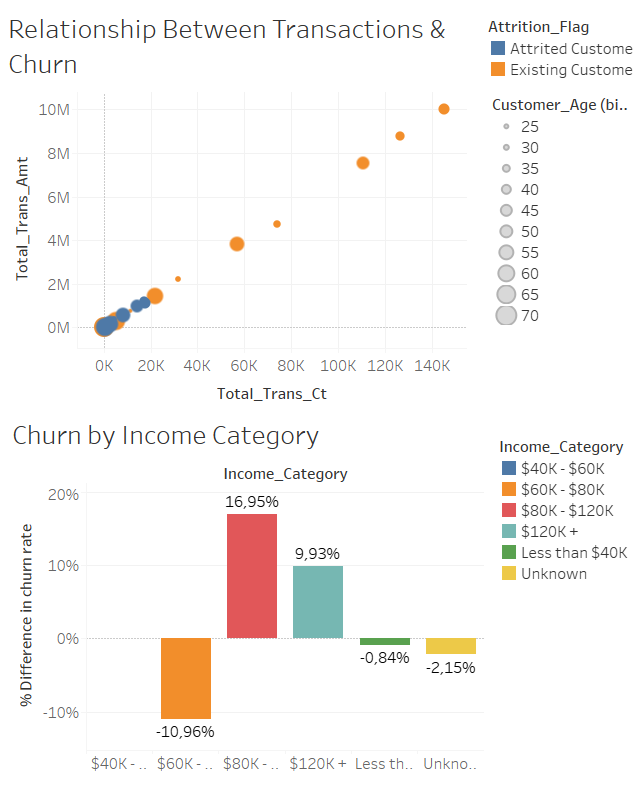 Relationship Between Transactions &
Churn
Attrition_Flag
Attrited Custome
Existing Custome
Customer_Age (bi..
25
30
35
40
45
50
55
60
65
70
Total_Trans_Amt
10M
8M
6M
4M
2M
0M
0K 20K 40K 60K 80K 100K 120K 140K
Total_Trans_Ct
Churn by Income Category
Income_Category
$40K - $60K
$60K - $80K
$80K - $120K
$120K +
Less than $40K
Unknown
Income_Category
% Difference in churn rate
20%
10%
0%
-10%
16,95%
9,93%
-0,84%
-2,15%
-10,96%
$40K - .. $60K - .. $80K - .. $120K + Less th.. Unkno..